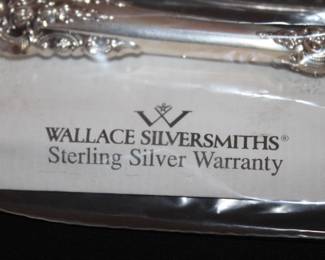 WALLACE SILVERSMITHS®
Sterling Silver Warranty